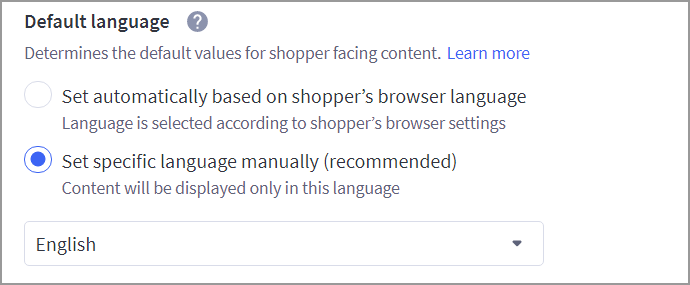 Default language ?
Determines the default values for shopper facing content. Learn more
Set automatically based on shopper’s browser language
Language is selected according to shopper’s browser settings
Set specific language manually (recommended)
Content will be displayed only in this language
English